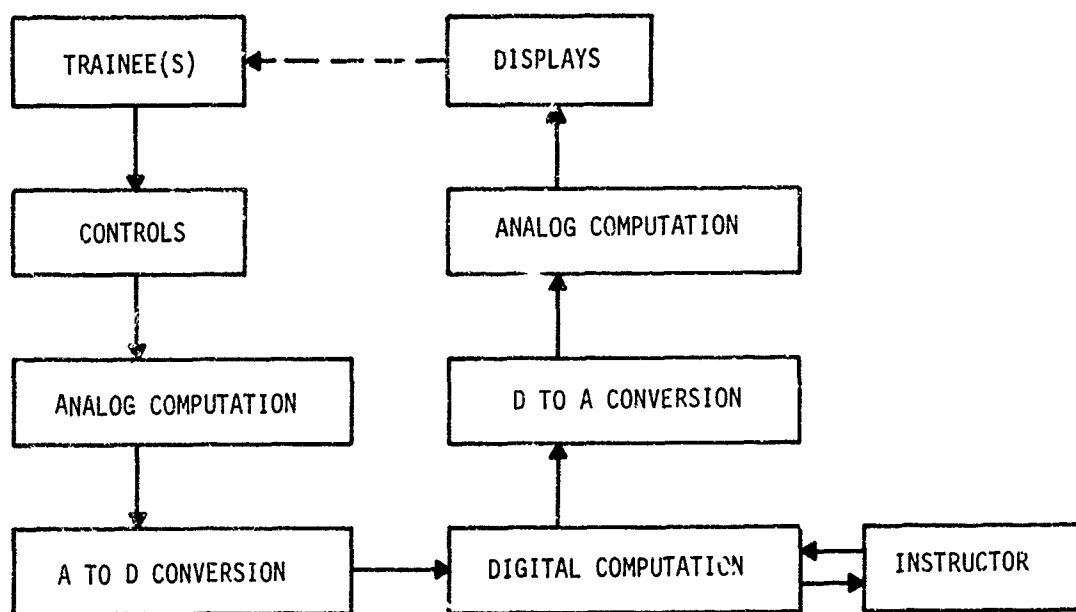 TRAINEE(S)
DISPLAYS
CONTROLS
ANALOG COMPUTATION
ANALOG COMPUTATION
D TO A CONVERSION
A TO D CONVERSION
DIGITAL COMPUTATION
INSTRUCTOR